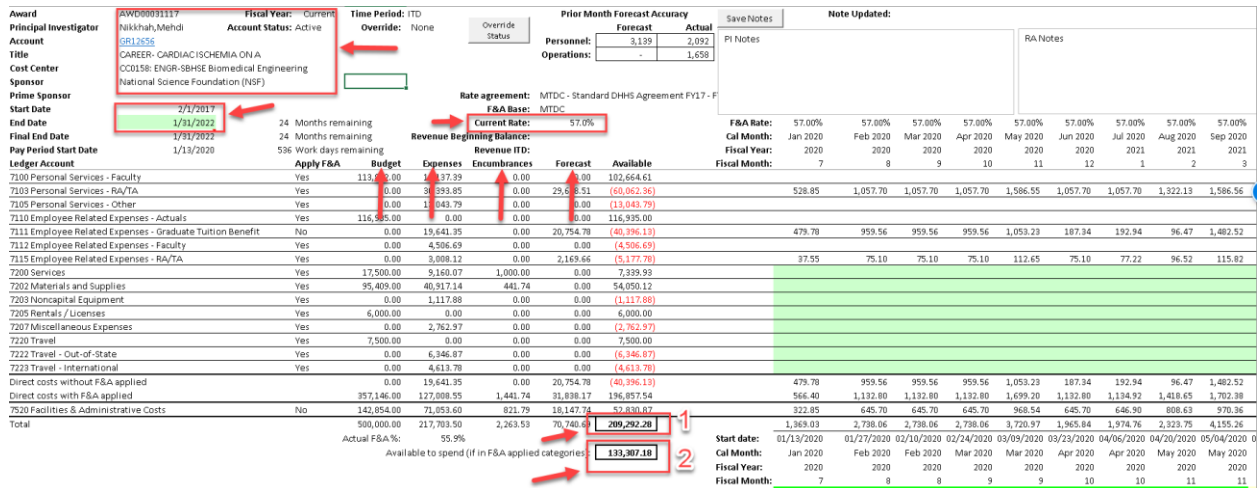 Award AWD00031117 Fiscal Year: Current Time Period: ITD Prior Month Forecast Accuracy Save Notes Note Updated:
Principal Investigator Nikkhah,Mehdi Account Status: Active Override: None Override Status Forecast Actual
Account GR12656 Personnel: 3,139 2,092 PI Notes RA Notes
Title CAREER- CARDIAC ISCHEMIA ON A Operations: - 1,658
Cost Center CC0158: ENGR-SBHSE Biomedical Engineering
Sponsor National Science Foundation (NSF)
Prime Sponsor Rate agreement: MTDC - Standard DHHS Agreement FY17 - F
Start Date 2/1/2017 F&A Base: MTDC
End Date 1/31/2022 24 Months remaining Current Rate: 57.0% F&A Rate: 57.00% 57.00% 57.00% 57.00% 57.00% 57.00% 57.00% 57.00% 57.00%
Final End Date 1/31/2022 24 Months remaining Revenue Beginning Balance: Cal Month: Jan 2020 Feb 2020 Mar 2020 Apr 2020 May 2020 Jun 2020 Jul 2020 Aug 2020 Sep 2020
Pay Period Start Date 1/13/2020 536 Work days remaining Revenue ITD: Fiscal Year: 2020 2020 2020 2020 2020 2020 2021 2021 2021
Ledger Account Apply F&A Budget Expenses Encumbrances Forecast Available Fiscal Month: 7 8 9 10 11 12 1 2 3
7100 Personal Services - Faculty Yes 0.00 102,664.61
7103 Personal Services - RA/TA Yes 0.00 0.00 (60,062.36) 528.85 1,057.70 1,057.70 1,057.70 1,586.55 1,057.70 1,057.70 1,322.13 1,586.56
7105 Personal Services - Other Yes 0.00 0.00 (13,043.79)
7110 Employee Related Expenses - Actuals Yes 0.00 0.00 116,935.00
7111 Employee Related Expenses - Graduate Tuition Benefit No 0.00 19,641.35 0.00 20,754.78 (40,396.13) 479.78 959.56 959.56 959.56 1,053.23 187.34 192.94 96.47 1,482.52
7112 Employee Related Expenses - Faculty Yes 0.00 4,506.69 0.00 0.00 (4,506.69)
7115 Employee Related Expenses - RA/TA Yes 0.00 3,008.12 0.00 2,169.66 (5,177.78) 37.55 75.10 75.10 75.10 112.65 75.10 77.22 96.52 115.82
7200 Services Yes 17,500.00 9,160.07 1,000.00 0.00 7,339.93
7202 Materials and Supplies Yes 95,409.00 40,917.14 441.74 0.00 54,050.12
7203 Noncapital Equipment Yes 0.00 1,117.88 0.00 0.00 (1,117.88)
7205 Rentals / Licenses Yes 6,000.00 0.00 0.00 0.00 6,000.00
7207 Miscellaneous Expenses Yes 0.00 2,762.97 0.00 0.00 (2,762.97)
7220 Travel Yes 7,500.00 0.00 0.00 0.00 7,500.00
7222 Travel - Out-of-State Yes 0.00 6,346.87 0.00 0.00 (6,346.87)
7223 Travel - International Yes 0.00 4,613.78 0.00 0.00 (4,613.78)
Direct costs without F&A applied 0.00 19,641.35 0.00 20,754.78 (40,396.13) 479.78 959.56 959.56 959.56 1,053.23 187.34 192.94 96.47 1,482.52
Direct costs with F&A applied 357,146.00 127,008.55 1,441.74 31,838.17 196,857.54 566.40 1,132.80 1,132.80 1,132.80 1,699.20 1,132.80 1,134.92 1,418.65 1,702.38
7520 Facilities & Administrative Costs No 142,854.00 71,053.60 821.79 18,147.74 52,830.87 322.85 645.70 645.70 645.70 968.54 645.70 646.90 808.63 970.36
Total 500,000.00 217,703.50 2,263.53 70,740.69 209,292.28 1 1,369.03 2,738.06 2,738.06 2,738.06 3,720.97 1,965.84 1,974.76 2,323.75 4,155.26
Actual F&A%: 55.9% Start date: 01/13/2020 01/27/2020 02/10/2020 02/24/2020 03/09/2020 03/23/2020 04/06/2020 04/20/2020 05/04/2020 0
Available to spend (if in F&A applied categories): 133,307.18 2 Cal Month: Jan 2020 Feb 2020 Feb 2020 Mar 2020 Mar 2020 Apr 2020 Apr 2020 May 2020 May 2020
Fiscal Year: 2020 2020 2020 2020 2020 2020 2020 2020 2020
Fiscal Month: 7 8 8 9 9 10 10 11 11